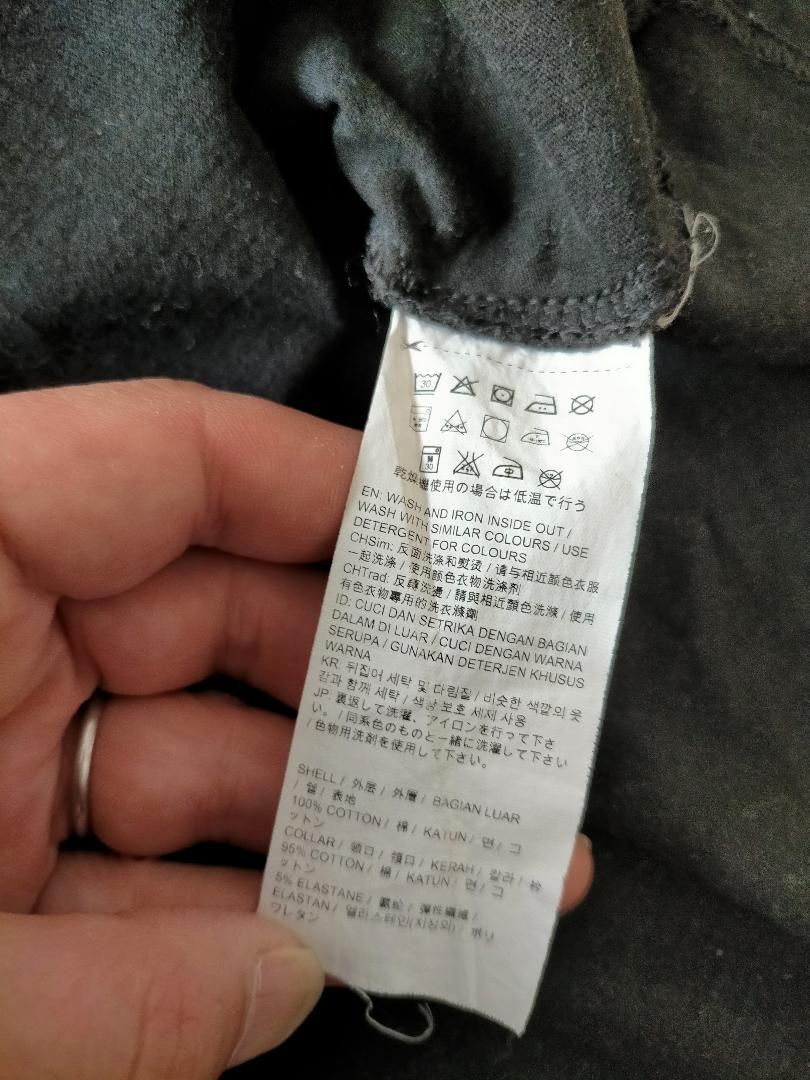 30
30
乾燥機使用の場合は低温で行う
EN: WASH AND IRON INSIDE OUT /
WASH WITH SIMILAR COLOURS / USE
DETERGENT FOR COLOURS
CHSim: 反面洗涤和熨烫 / 请与相近颜色衣服
一起洗涤 / 使用颜色衣物洗涤剂
CHTrad: 反轉洗燙 / 請與相近顏色洗滌 / 使用
有色衣物專用的洗衣滌劑
ID: CUCI DAN SETRIKA DENGAN BAGIAN
DALAM DI LUAR / CUCI DENGAN WARNA
SERUPA / GUNAKAN DETERJEN KHUSUS
WARNA
KR: 뒤집어 세탁 및 다림질 / 비슷한 색깔의 옷
감과 함께 세탁 / 색상 보호 세제 사용
JP: 裏返して洗濯、アイロンを行って下さ
い。 / 同系色のものと一緒に洗濯して下さい
/ 色物用洗剤を使用して下さい。
SHELL / 外层 / 外層 / BAGIAN LUAR
/ 쉘 / 表地
100% COTTON / 棉 / KATUN / 면 / コ
ットン
COLLAR / 领口 / 領口 / KERAH / 칼라 / 衿
95% COTTON / 棉 / KATUN / 면 / コ
ットン
5% ELASTANE / 氨纶 / 彈性纖維 /
ELASTAN / 엘라스테인(지상외) / ポリ
ウレタン